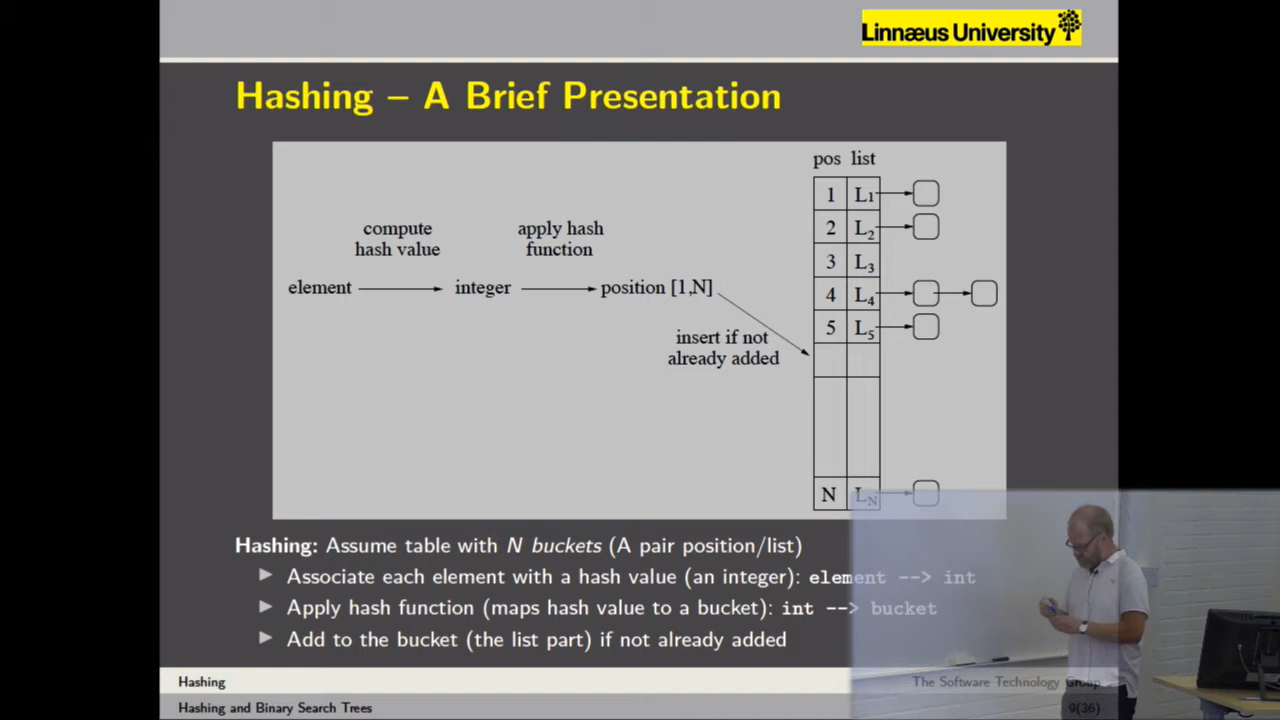 Linnæus University
Hashing – A Brief Presentation
pos list
1 L1
2 L2
3 L3
4 L4
5 L5
N LN
compute
hash value
apply hash
function
element integer position [1,N]
insert if not
already added
Hashing: Assume table with N buckets (A pair position/list)
Associate each element with a hash value (an integer): element --> int
Apply hash function (maps hash value to a bucket): int --> bucket
Add to the bucket (the list part) if not already added
Hashing The Software Technology Group
Hashing and Binary Search Trees 9(36)